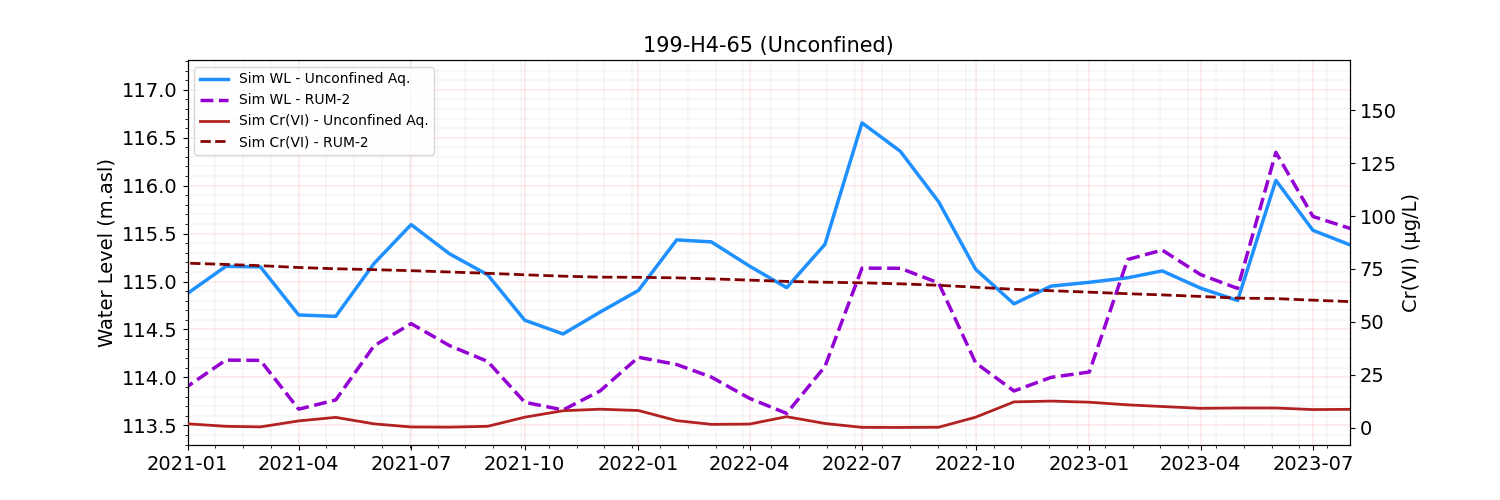 199-H4-65 (Unconfined)
Sim WL - Unconfined Aq.
Sim WL - RUM-2
Sim Cr(VI) - Unconfined Aq.
Sim Cr(VI) - RUM-2
Water Level (m.asl)
117.0
116.5
116.0
115.5
115.0
114.5
114.0
113.5
150
125
100
75
50
25
0
Cr(VI) (µg/L)
2021-01 2021-04 2021-07 2021-10 2022-01 2022-04 2022-07 2022-10 2023-01 2023-04 2023-07